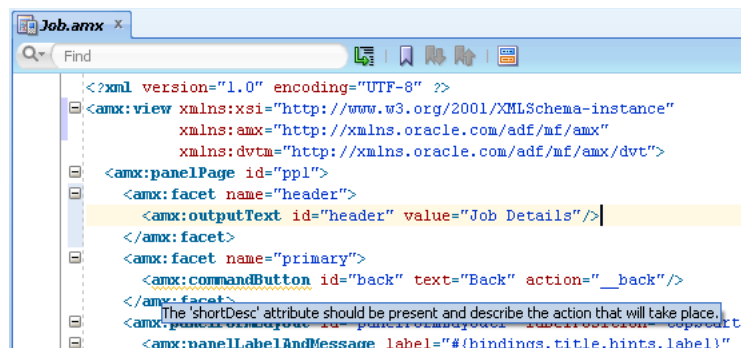 Job.amx ×
Find
<?xml version="1.0" encoding="UTF-8" ?>
<amx:view xmlns:xsi="http://www.w3.org/2001/XMLSchema-instance"
xmlns:amx="http://xmlns.oracle.com/adf/mf/amx"
xmlns:dvtm="http://xmlns.oracle.com/adf/mf/amx/dvt">
<amx:panelPage id="pp1">
<amx:facet name="header">
<amx:outputText id="header" value="Job Details"/>
</amx:facet>
<amx:facet name="primary">
<amx:commandButton id="back" text="Back" action="__back"/>
</amx:facet>
The 'shortDesc' attribute should be present and describe the action that will take place.
<amx:panelLabelAndMessage label="#{bindings.title.hints.label}"